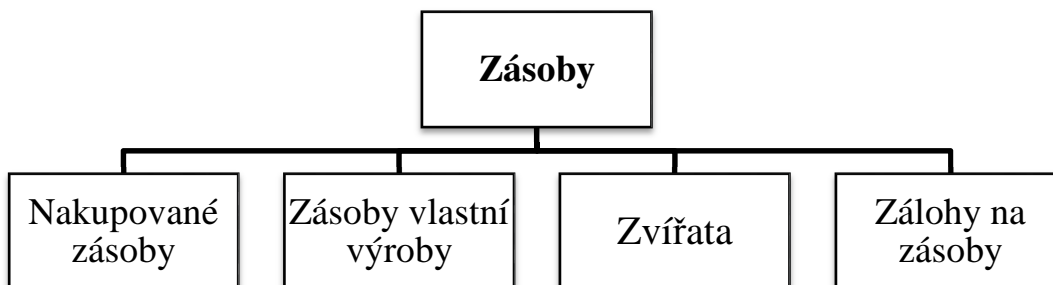 Zásoby
Nakupované
zásoby
Zásoby vlastní
výroby
Zvířata
Zálohy na
zásoby